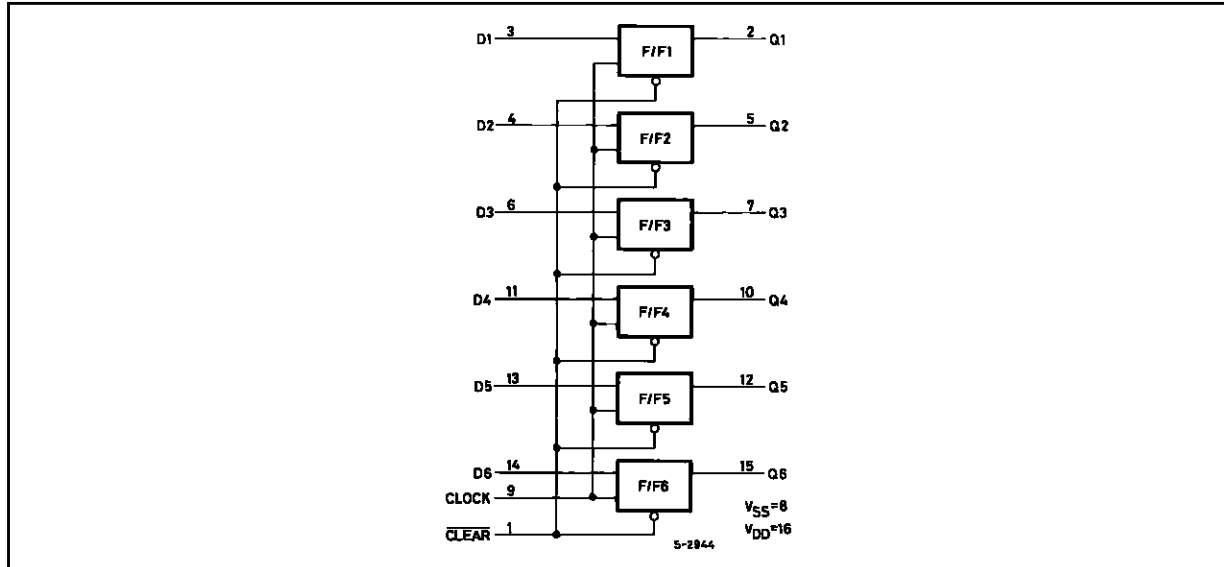 D1 3 F/F1 2 Q1
D2 4 F/F2 5 Q2
D3 6 F/F3 7 Q3
D4 11 F/F4 10 Q4
D5 13 F/F5 12 Q5
D6 14 F/F6 15 Q6
CLOCK 9
VSS=8
CLEAR 1
VDD=16
5-2944